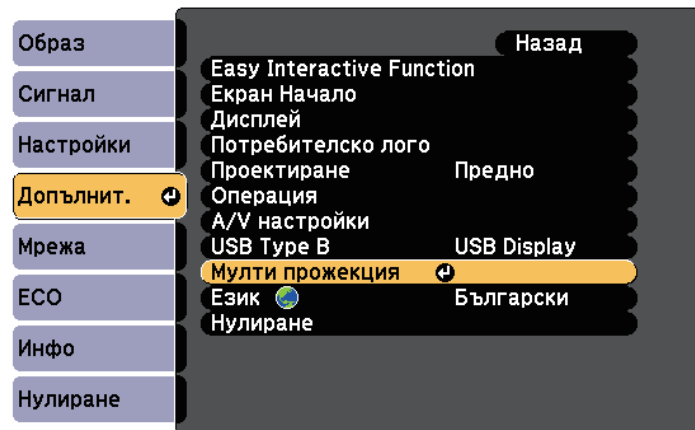 Образ
Сигнал
Настройки
Допълнит.
Мрежа
ECO
Инфо
Нулиране
Назад
Easy Interactive Function
Екран Начало
Дисплей
Потребителско лого
Проектиране Предно
Операция
A/V настройки
USB Type B USB Display
Мулти прожекция
Език Български
Нулиране